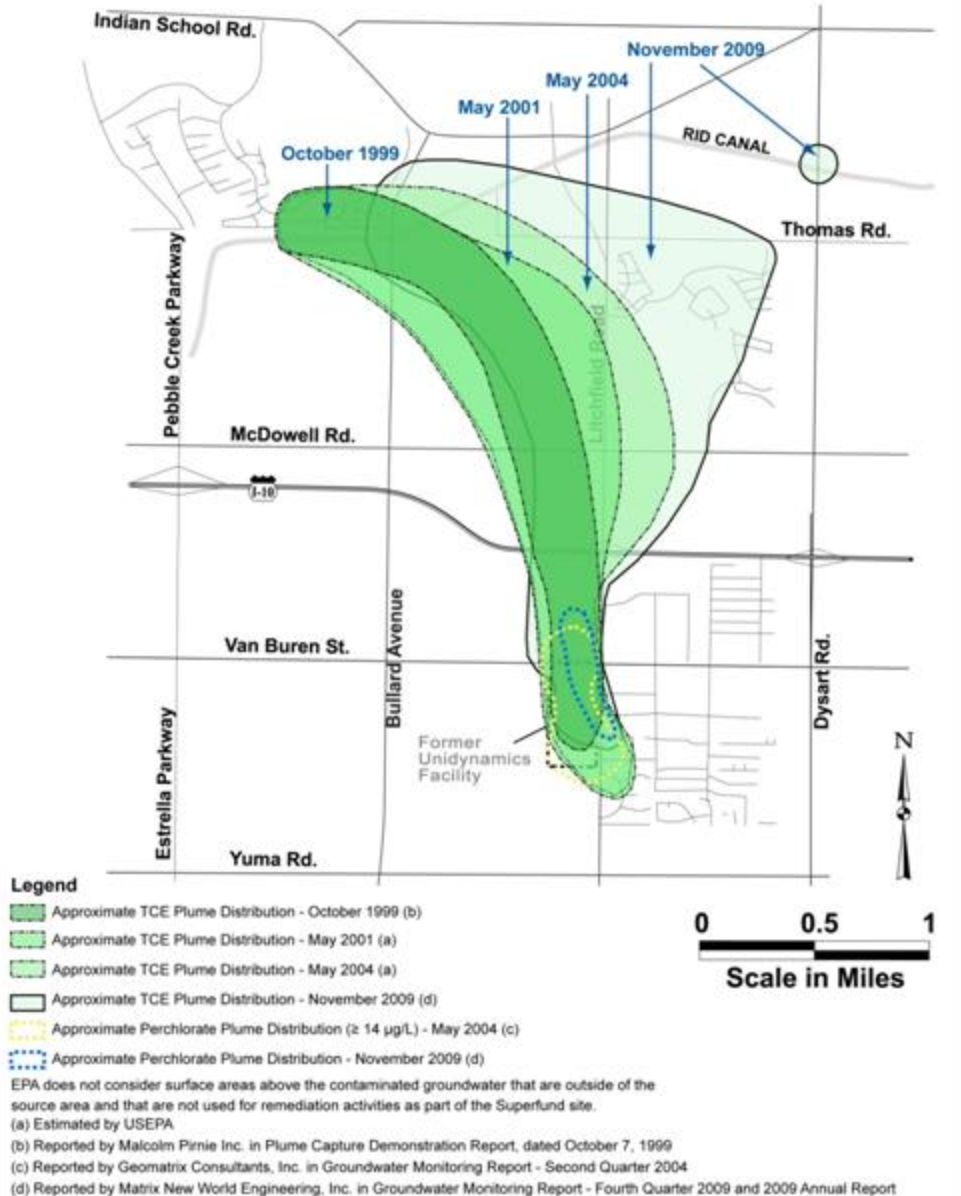 Indian School Rd.
November 2009
May 2004
May 2001
October 1999
RID CANAL
Thomas Rd.
Pebble Creek Parkway
Litchfield Road
McDowell Rd.
I-10
Van Buren St.
Bullard Avenue
Dysart Rd.
Former
Unidynamics
Facility
Estrella Parkway
N
Yuma Rd.
Legend
Approximate TCE Plume Distribution - October 1999 (b)
Approximate TCE Plume Distribution - May 2001 (a)
Approximate TCE Plume Distribution - May 2004 (a)
Approximate TCE Plume Distribution - November 2009 (d)
Approximate Perchlorate Plume Distribution (≥ 14 µg/L) - May 2004 (c)
Approximate Perchlorate Plume Distribution - November 2009 (d)
0 0.5 1
Scale in Miles
EPA does not consider surface areas above the contaminated groundwater that are outside of the
source area and that are not used for remediation activities as part of the Superfund site.
(a) Estimated by USEPA
(b) Reported by Malcolm Pirnie Inc. in Plume Capture Demonstration Report, dated October 7, 1999
(c) Reported by Geomatrix Consultants, Inc. in Groundwater Monitoring Report - Second Quarter 2004
(d) Reported by Matrix New World Engineering, Inc. in Groundwater Monitoring Report - Fourth Quarter 2009 and 2009 Annual Report